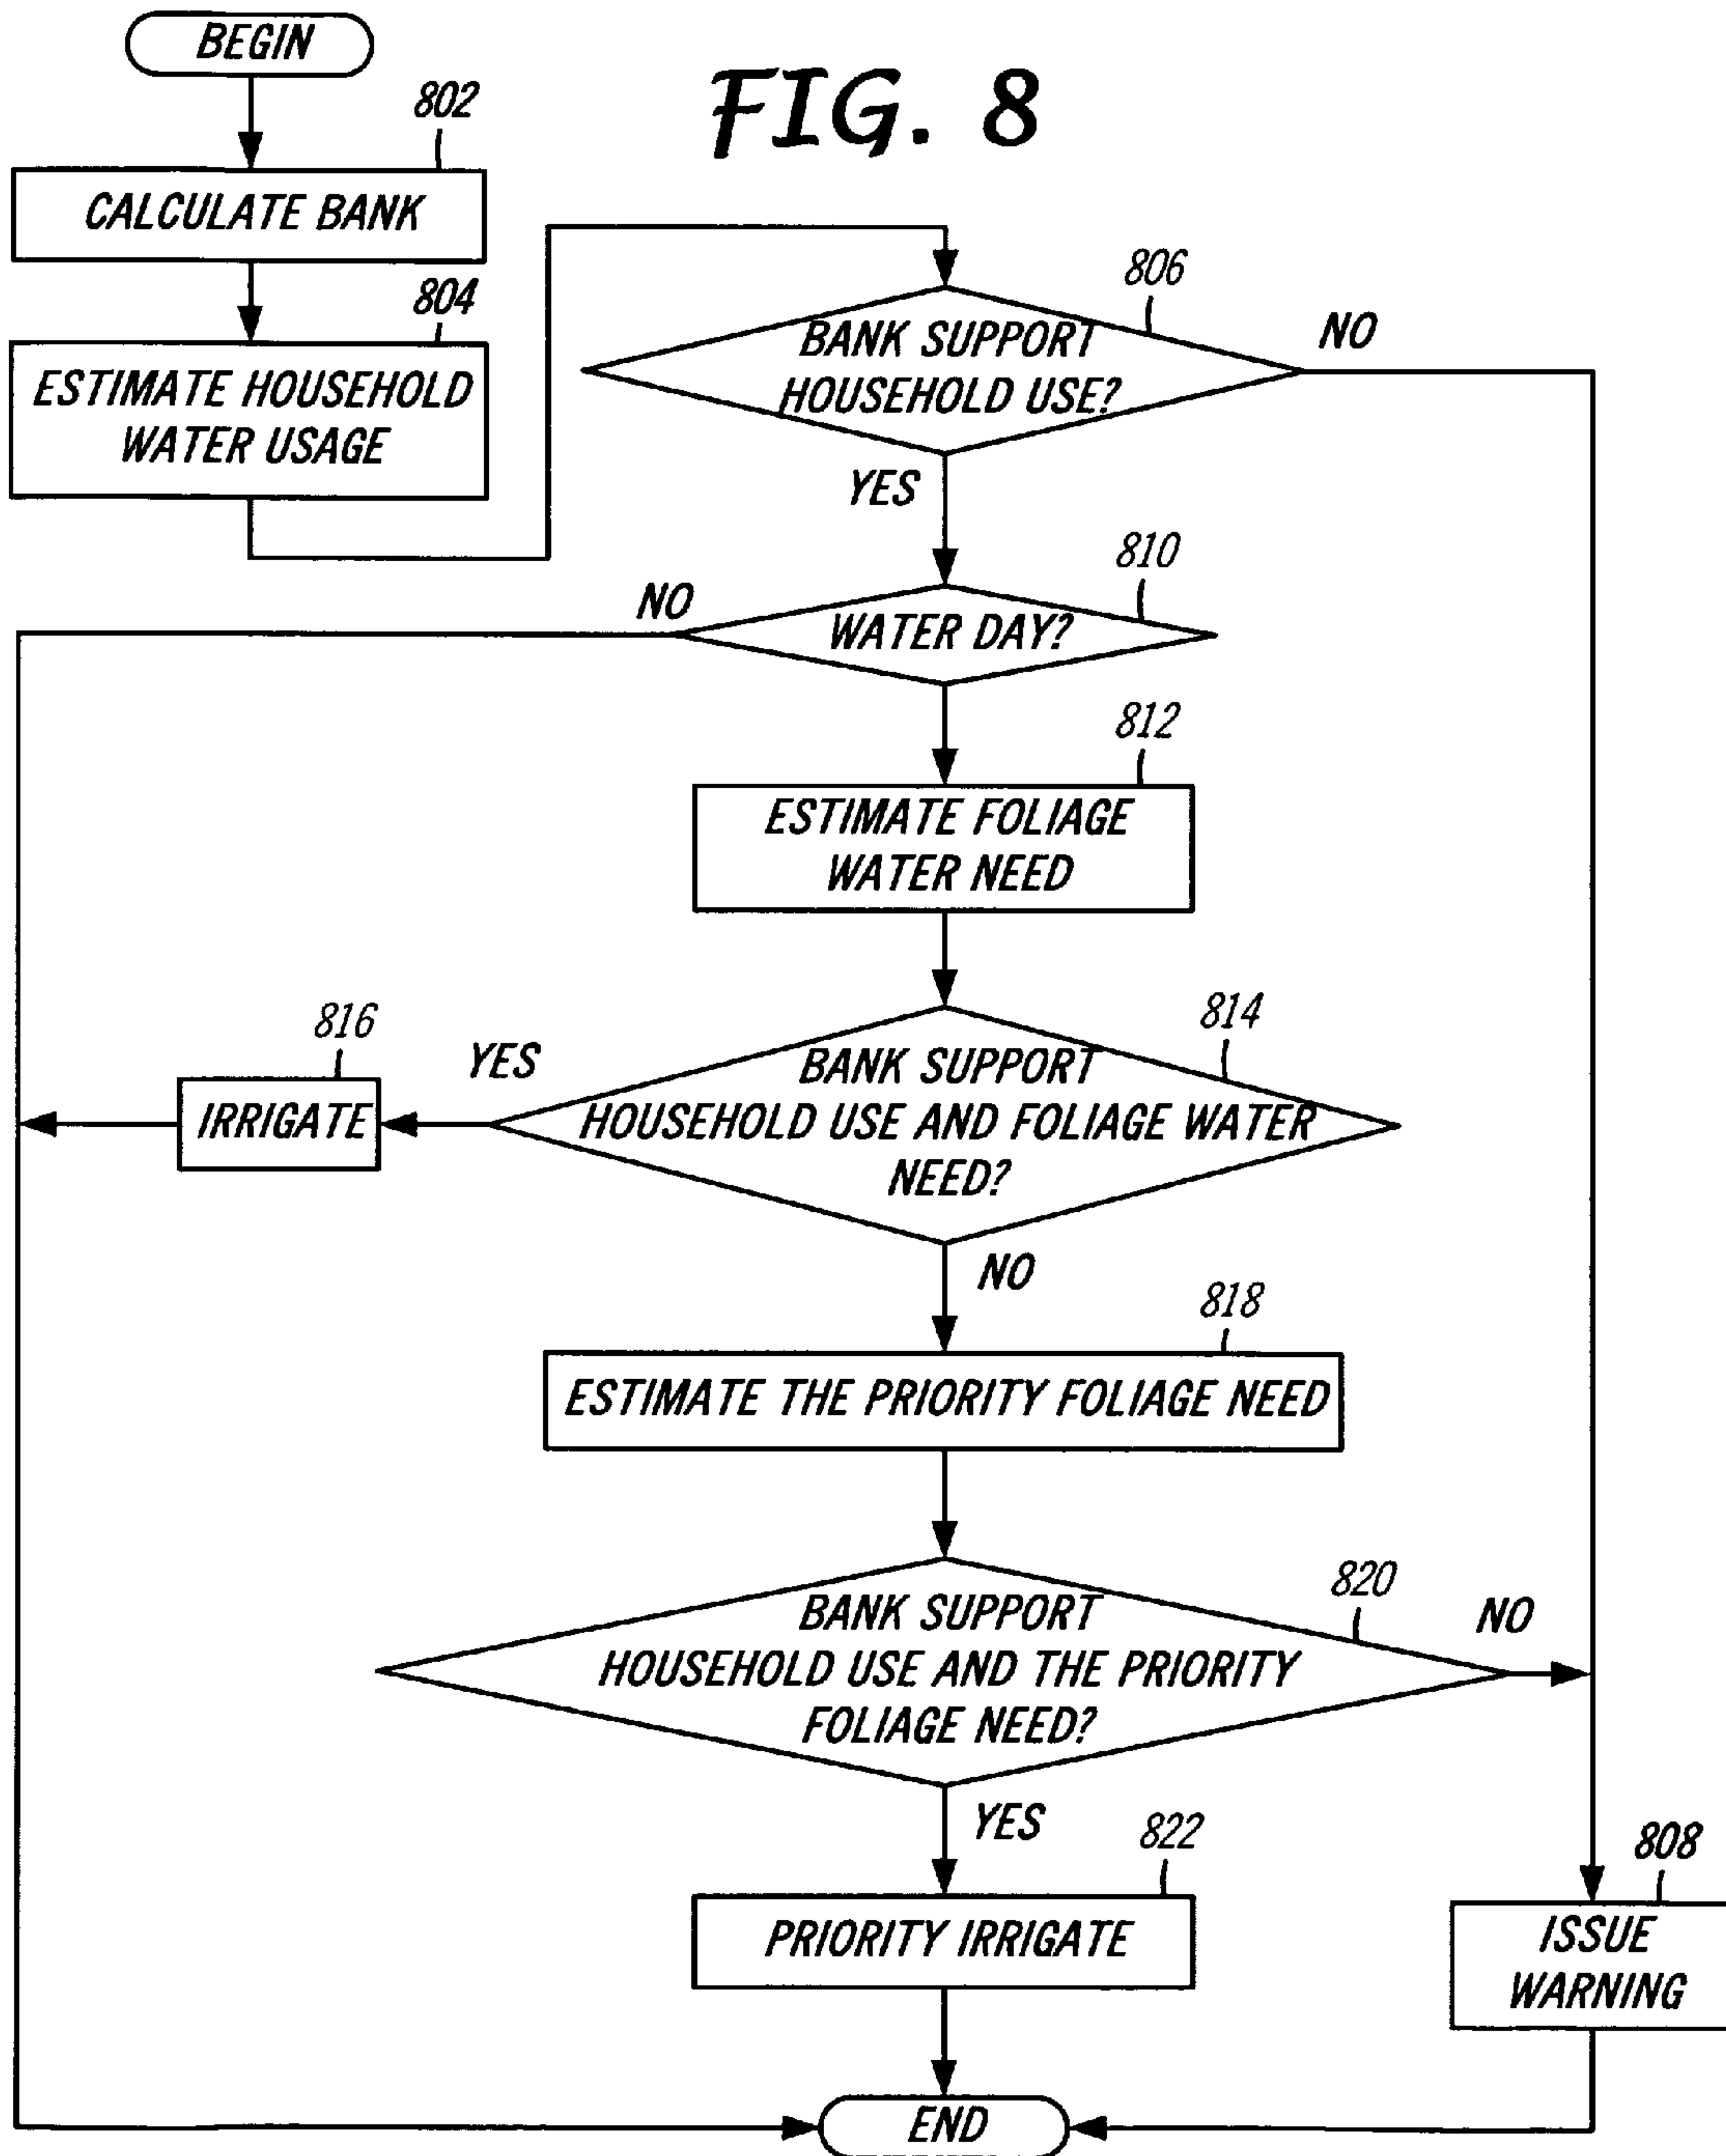 BEGIN
FIG. 8
802
CALCULATE BANK
804
ESTIMATE HOUSEHOLD
WATER USAGE
806
BANK SUPPORT
HOUSEHOLD USE?
NO
YES
810
NO
WATER DAY?
812
ESTIMATE FOLIAGE
WATER NEED
814
BANK SUPPORT
HOUSEHOLD USE AND FOLIAGE WATER
NEED?
YES
816
IRRIGATE
NO
818
ESTIMATE THE PRIORITY FOLIAGE NEED
820
BANK SUPPORT
HOUSEHOLD USE AND THE PRIORITY
FOLIAGE NEED?
NO
YES
822
PRIORITY IRRIGATE
808
ISSUE
WARNING
END